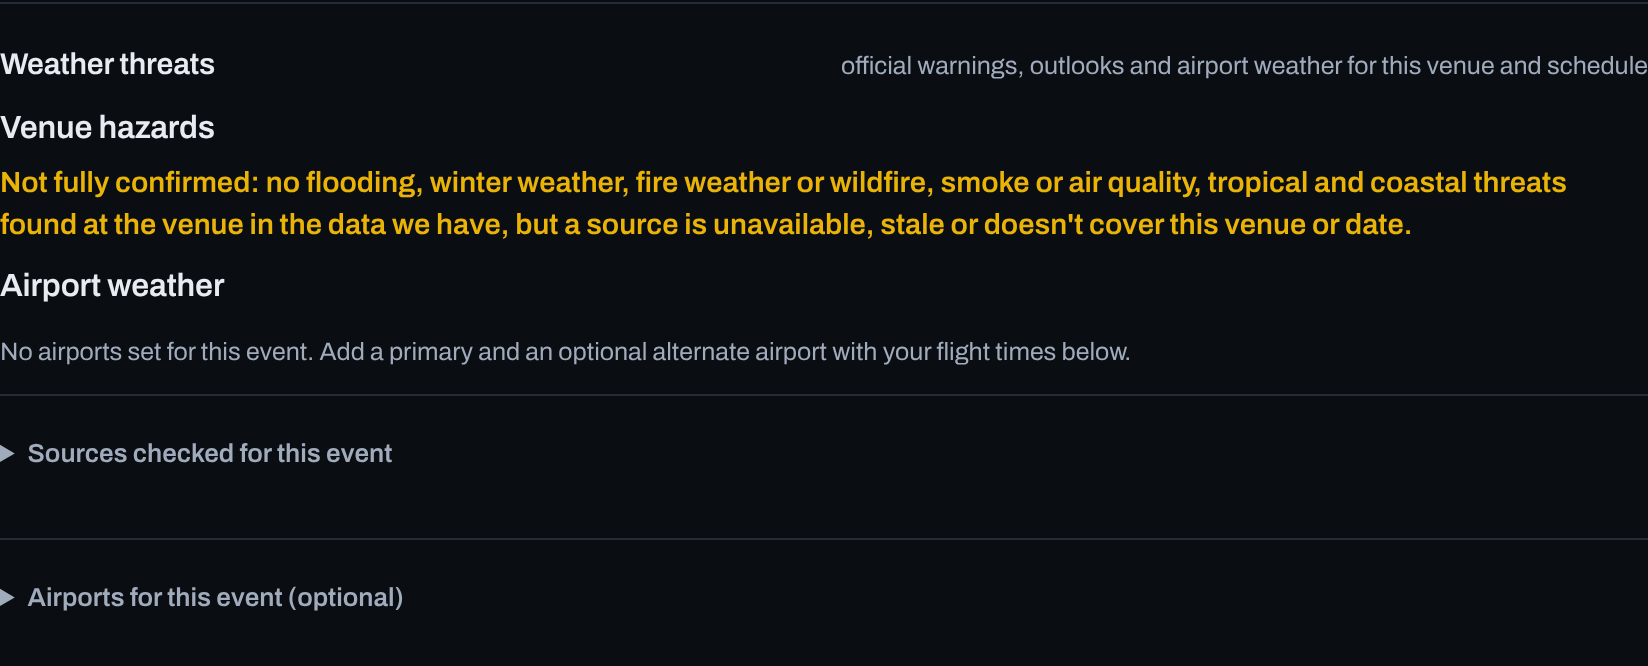 Weather threats
official warnings, outlooks and airport weather for this venue and schedule
Venue hazards
Not fully confirmed: no flooding, winter weather, fire weather or wildfire, smoke or air quality, tropical and coastal threats
found at the venue in the data we have, but a source is unavailable, stale or doesn't cover this venue or date.
Airport weather
No airports set for this event. Add a primary and an optional alternate airport with your flight times below.
Sources checked for this event
Airports for this event (optional)